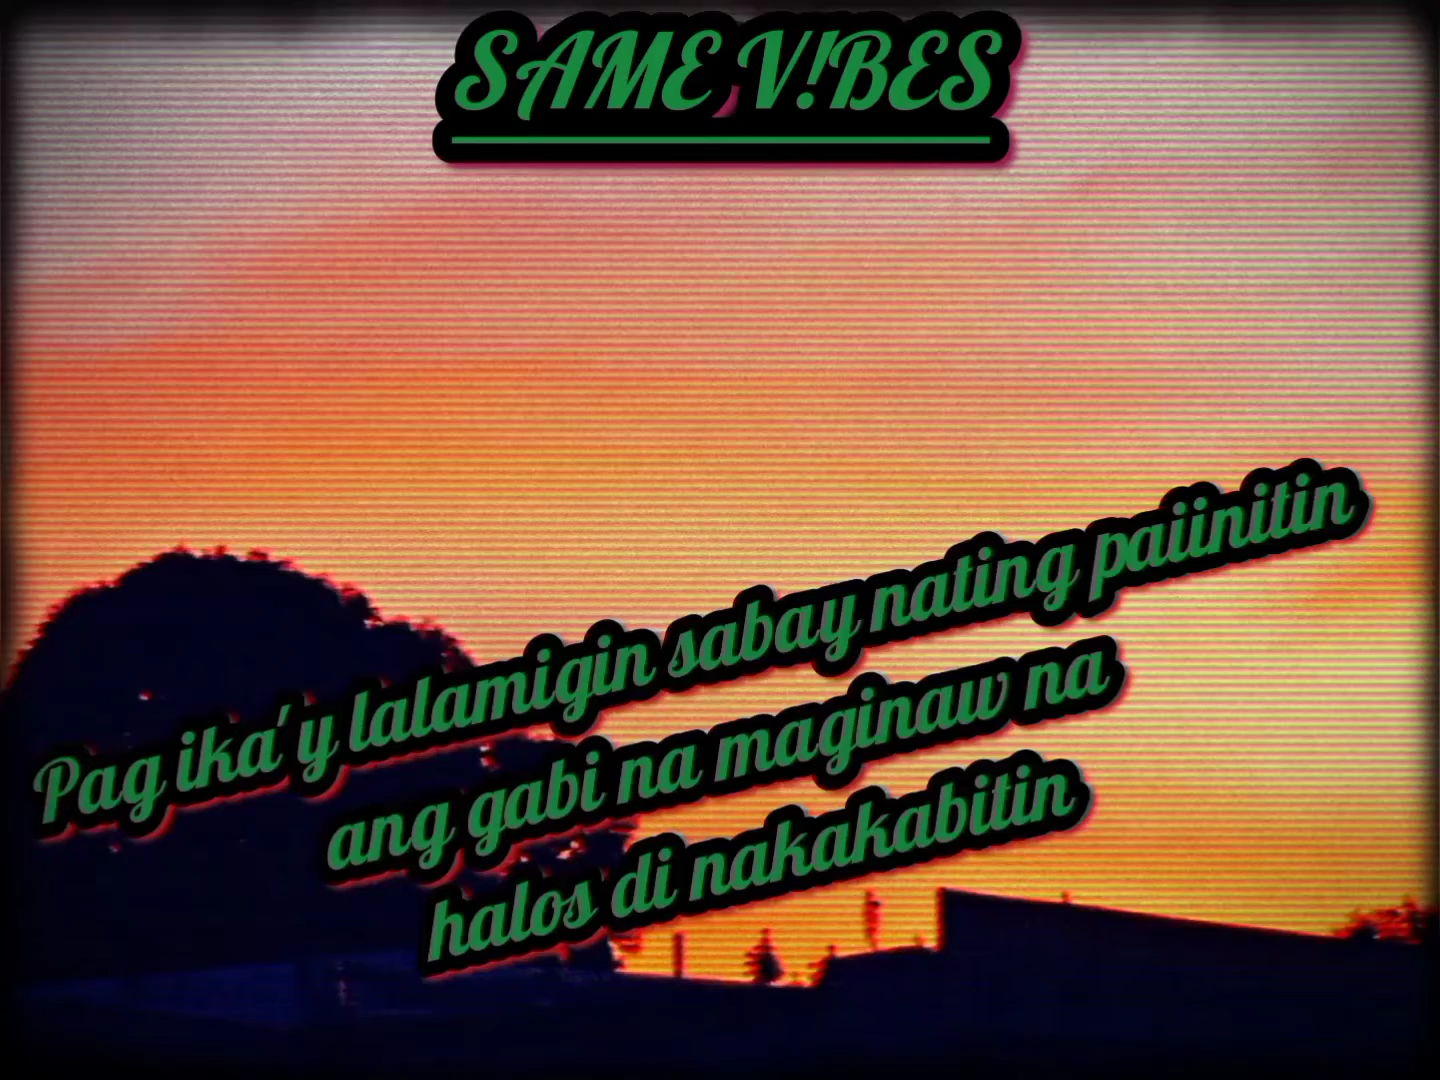 SAME V!BES
Pag ika'y lalamigin sabay nating paiinitin
ang gabi na maginaw na
halos di nakakabitin